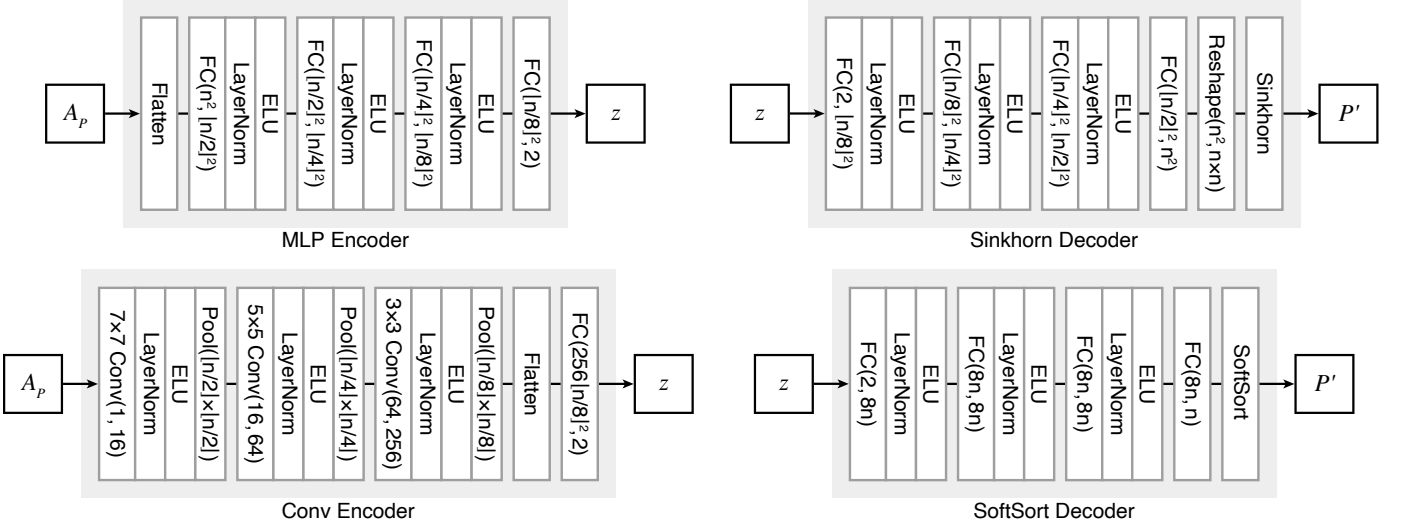 A_P
Flatten
FC(n², ⌊n/2⌋²)
LayerNorm
ELU
FC(⌊n/2⌋², ⌊n/4⌋²)
LayerNorm
ELU
FC(⌊n/4⌋², ⌊n/8⌋²)
LayerNorm
ELU
FC(⌊n/8⌋², 2)
z
MLP Encoder
z
FC(2, ⌊n/8⌋²)
LayerNorm
ELU
FC(⌊n/8⌋², ⌊n/4⌋²)
LayerNorm
ELU
FC(⌊n/4⌋², ⌊n/2⌋²)
LayerNorm
ELU
FC(⌊n/2⌋², n²)
Reshape(n², n×n)
Sinkhorn
P′
Sinkhorn Decoder
A_P
7×7 Conv(1, 16)
LayerNorm
ELU
Pool(⌊n/2⌋×⌊n/2⌋)
5×5 Conv(16, 64)
LayerNorm
ELU
Pool(⌊n/4⌋×⌊n/4⌋)
3×3 Conv(64, 256)
LayerNorm
ELU
Pool(⌊n/8⌋×⌊n/8⌋)
Flatten
FC(256⌊n/8⌋², 2)
z
Conv Encoder
z
FC(2, 8n)
LayerNorm
ELU
FC(8n, 8n)
LayerNorm
ELU
FC(8n, 8n)
LayerNorm
ELU
FC(8n, n)
SoftSort
P′
SoftSort Decoder